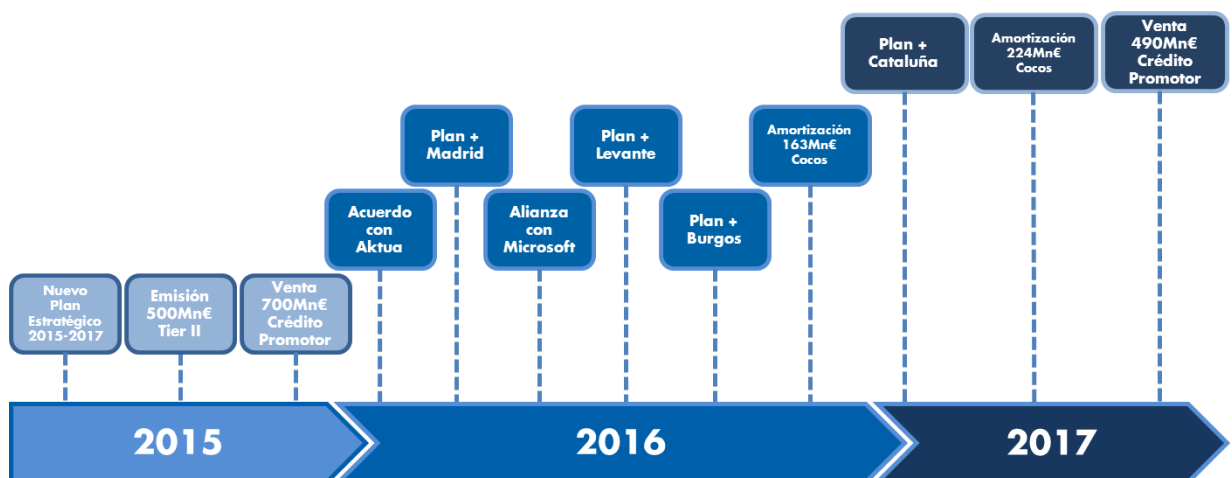 Nuevo
Plan
Estratégico
2015-2017
Emisión
500Mn€
Tier II
Venta
700Mn€
Crédito
Promotor
Acuerdo
con
Aktua
Plan +
Madrid
Alianza
con
Microsoft
Plan +
Levante
Plan +
Burgos
Amortización
163Mn€
Cocos
Plan +
Cataluña
Amortización
224Mn€
Cocos
Venta
490Mn€
Crédito
Promotor
2015
2016
2017